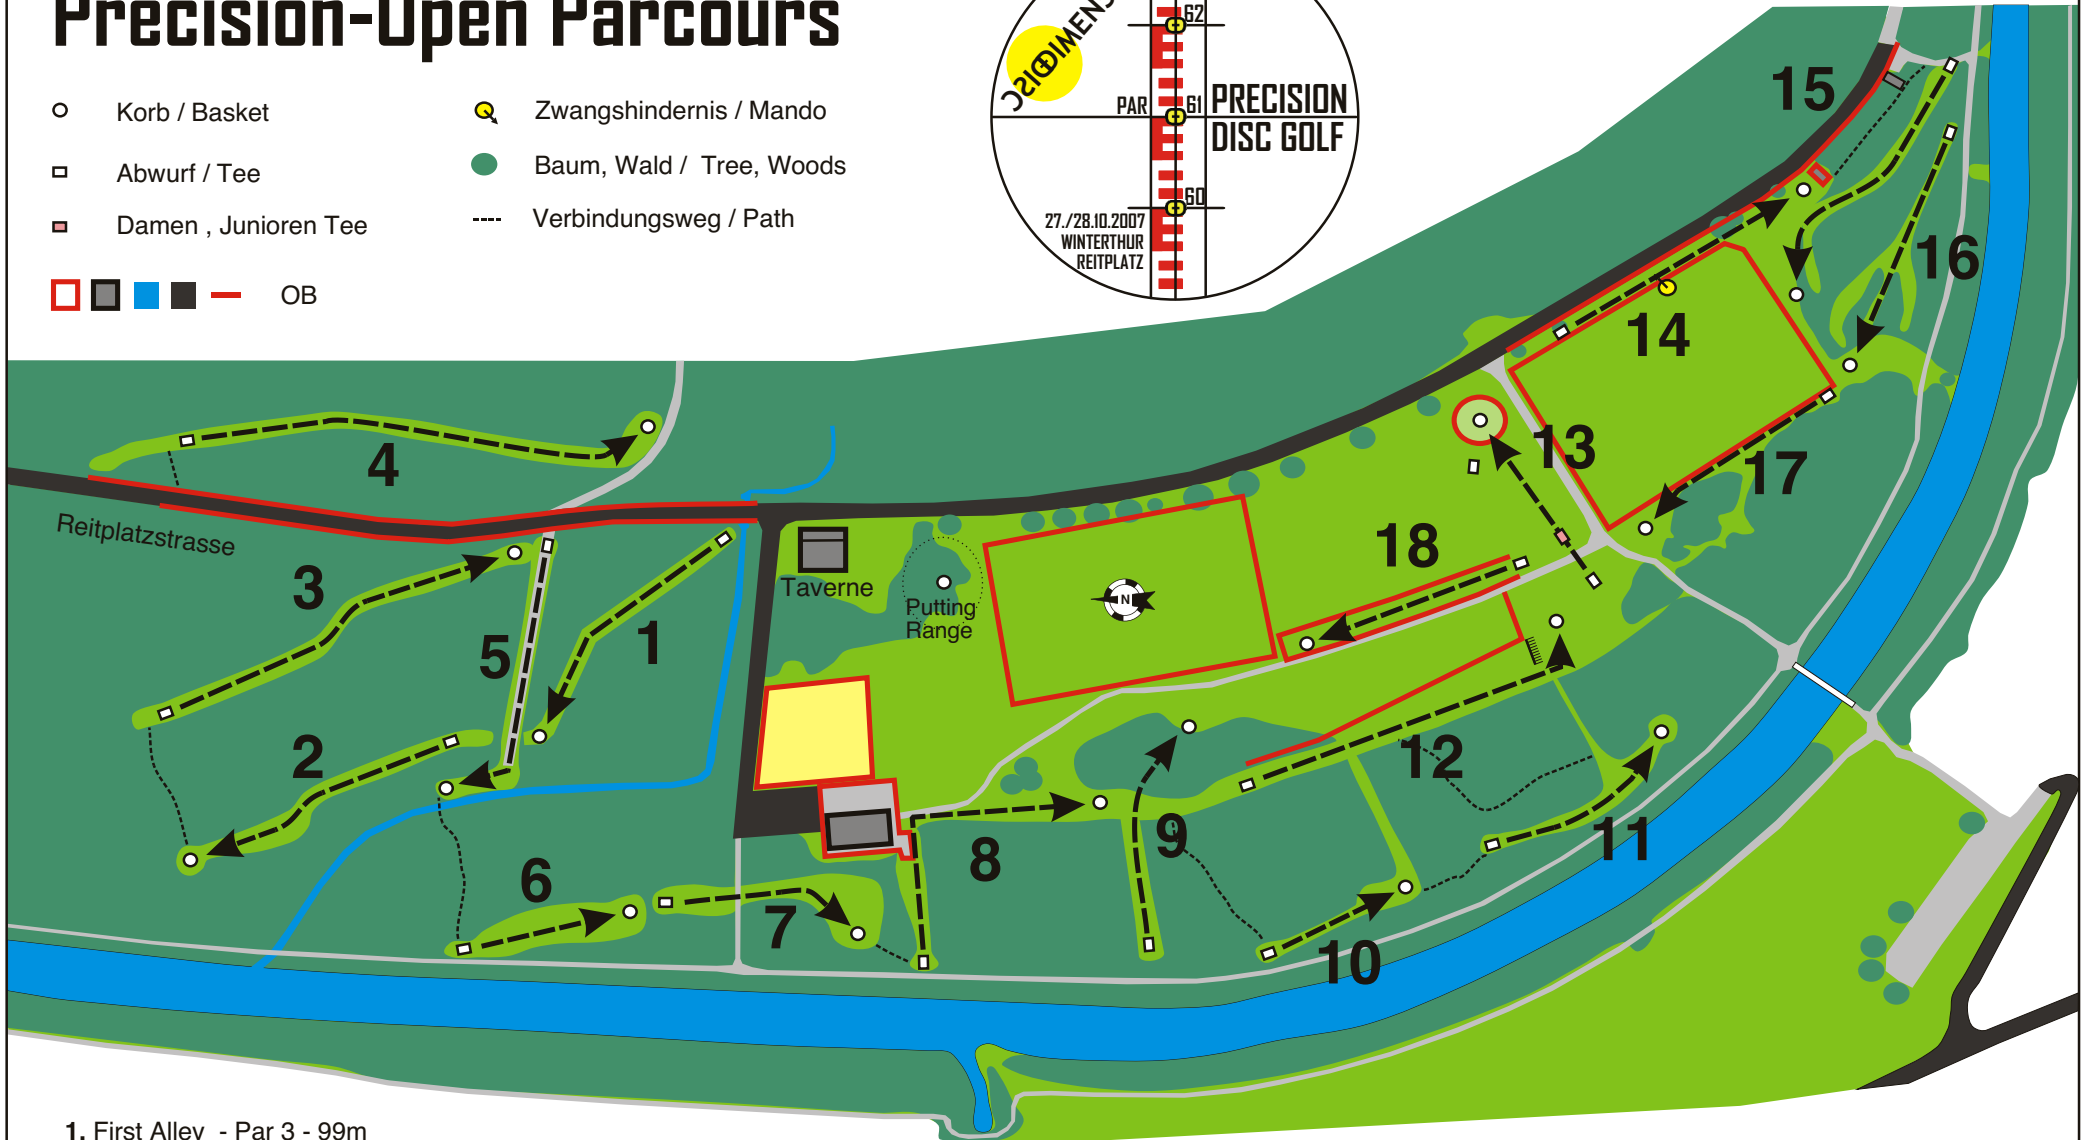 Precision-Open Parcours
Korb / Basket
Zwangshindernis / Mando
Abwurf / Tee
Baum, Wald /  Tree, Woods
Damen , Junioren Tee
Verbindungsweg / Path
OB
62
PAR
61
PRECISION
DISC GOLF
60
27./28.10.2007
WINTERTHUR
REITPLATZ
15
16
14
13
17
4
Reitplatzstrasse
18
3
Taverne
Putting
Range
N
5
1
2
12
9
11
8
6
7
10
1. First Alley  - Par 3 - 99m